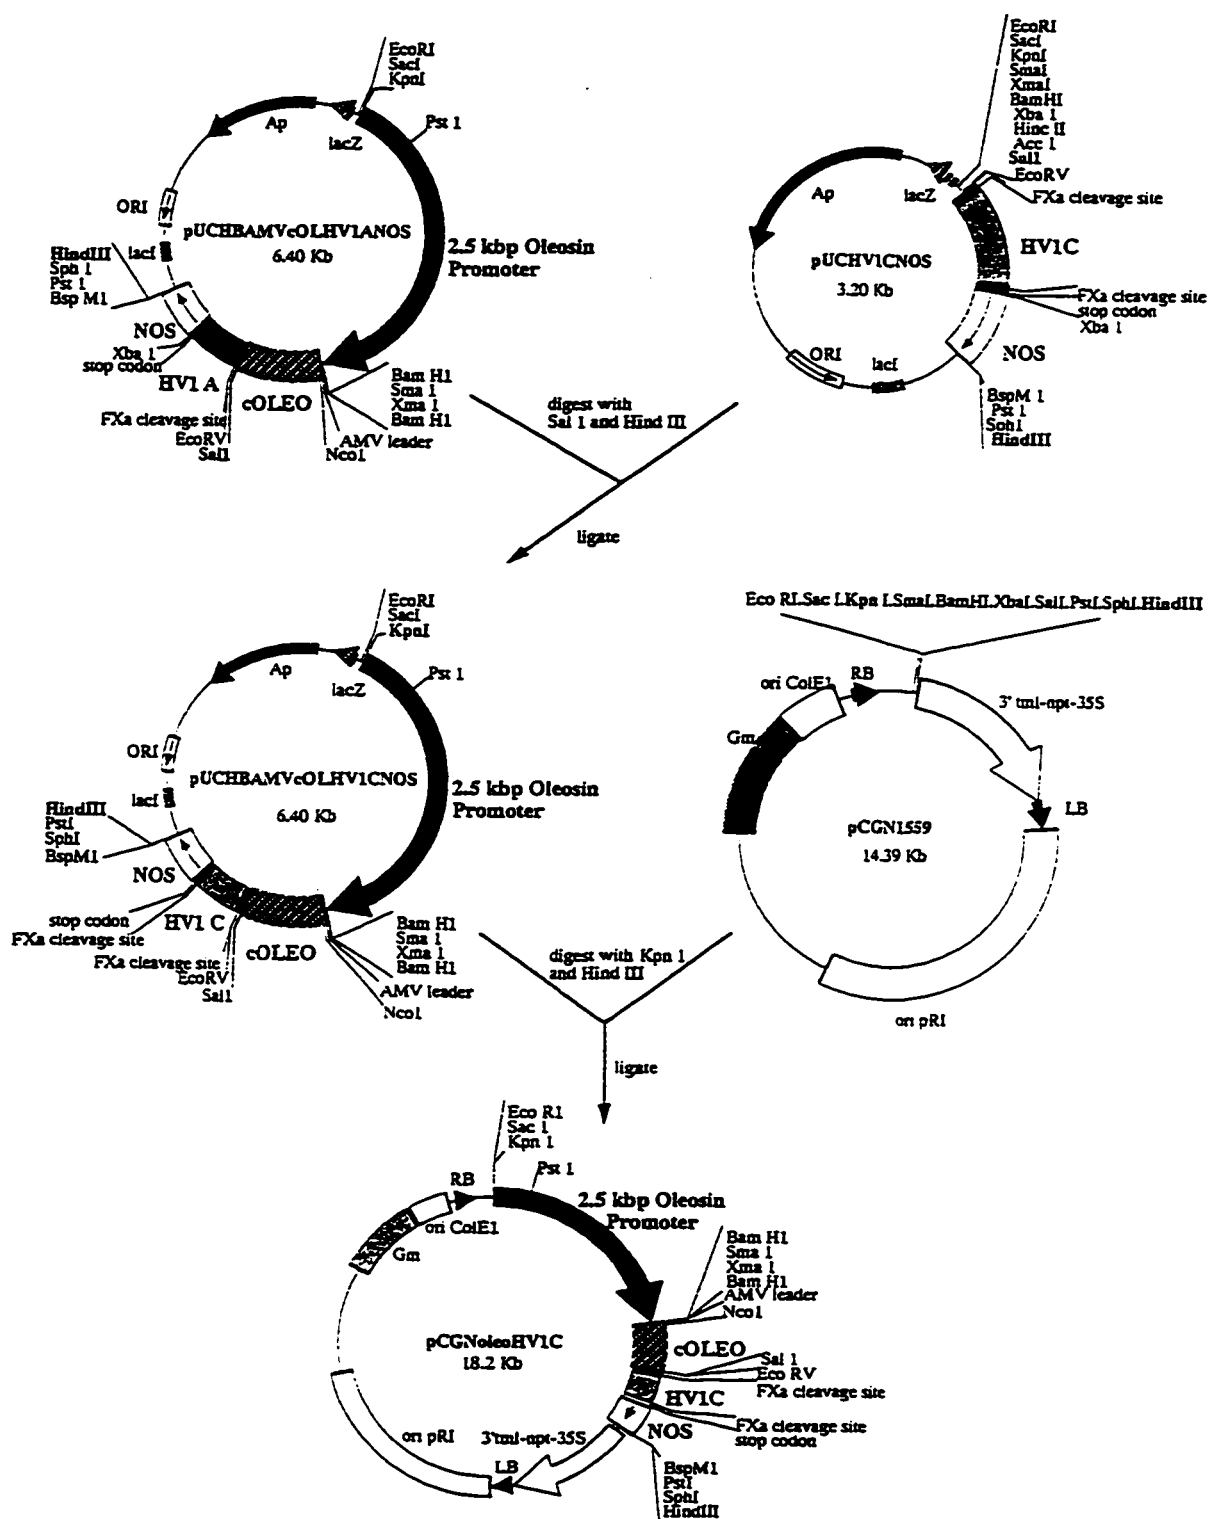 EcoRI
SacI
KpnI
Pst 1
Ap
lacZ
ORI
pUCHBAMVcOLHV1ANOS
6.40 Kb
2.5 kbp Oleosin
Promoter
lacI
HindIII
Sph 1
Pst 1
Bsp M1
NOS
Xba 1
stop codon
HV1 A
cOLEO
FXa cleavage site
EcoRV
Sal1
Bam H1
Sma 1
Xma 1
Bam H1
AMV leader
Nco1
EcoRI
SacI
KpnI
SmaI
XmaI
BamHI
Xba 1
Hinc II
Acc 1
Sal1
EcoRV
FXa cleavage site
Ap
lacZ
HV1C
pUCHV1CNOS
3.20 Kb
FXa cleavage site
stop codon
Xba 1
NOS
ORI
lacI
BspM 1
Pst 1
Sph1
HindIII
digest with
Sal 1 and Hind III
ligate
EcoRI
SacI
KpnI
Pst 1
Ap
lacZ
ORI
pUCHBAMVcOLHV1CNOS
6.40 Kb
2.5 kbp Oleosin
Promoter
lacI
HindIII
PstI
SphI
BspM1
NOS
stop codon
FXa cleavage site
HV1 C
cOLEO
FXa cleavage site
EcoRV
Sal1
Bam H1
Sma 1
Xma 1
Bam H1
AMV leader
Nco1
Eco RI,Sac I,Kpn I,SmaI,BamHI,XbaI,SalI,PstI,SphI,HindIII
RB
ori ColE1
3' tml-npt-35S
Gm
LB
pCGN1559
14.39 Kb
ori pRI
digest with Kpn 1
and Hind III
ligate
Eco R1
Sac 1
Kpn 1
Pst 1
RB
2.5 kbp Oleosin
Promoter
ori ColE1
Gm
Bam H1
Sma 1
Xma 1
Bam H1
AMV leader
Nco1
pCGNoleoHV1C
18.2 Kb
cOLEO
Sal 1
Eco RV
FXa cleavage site
HV1C
FXa cleavage site
stop codon
NOS
ori pRI
3'tml-npt-35S
LB
BspM1
PstI
SphI
HindIII